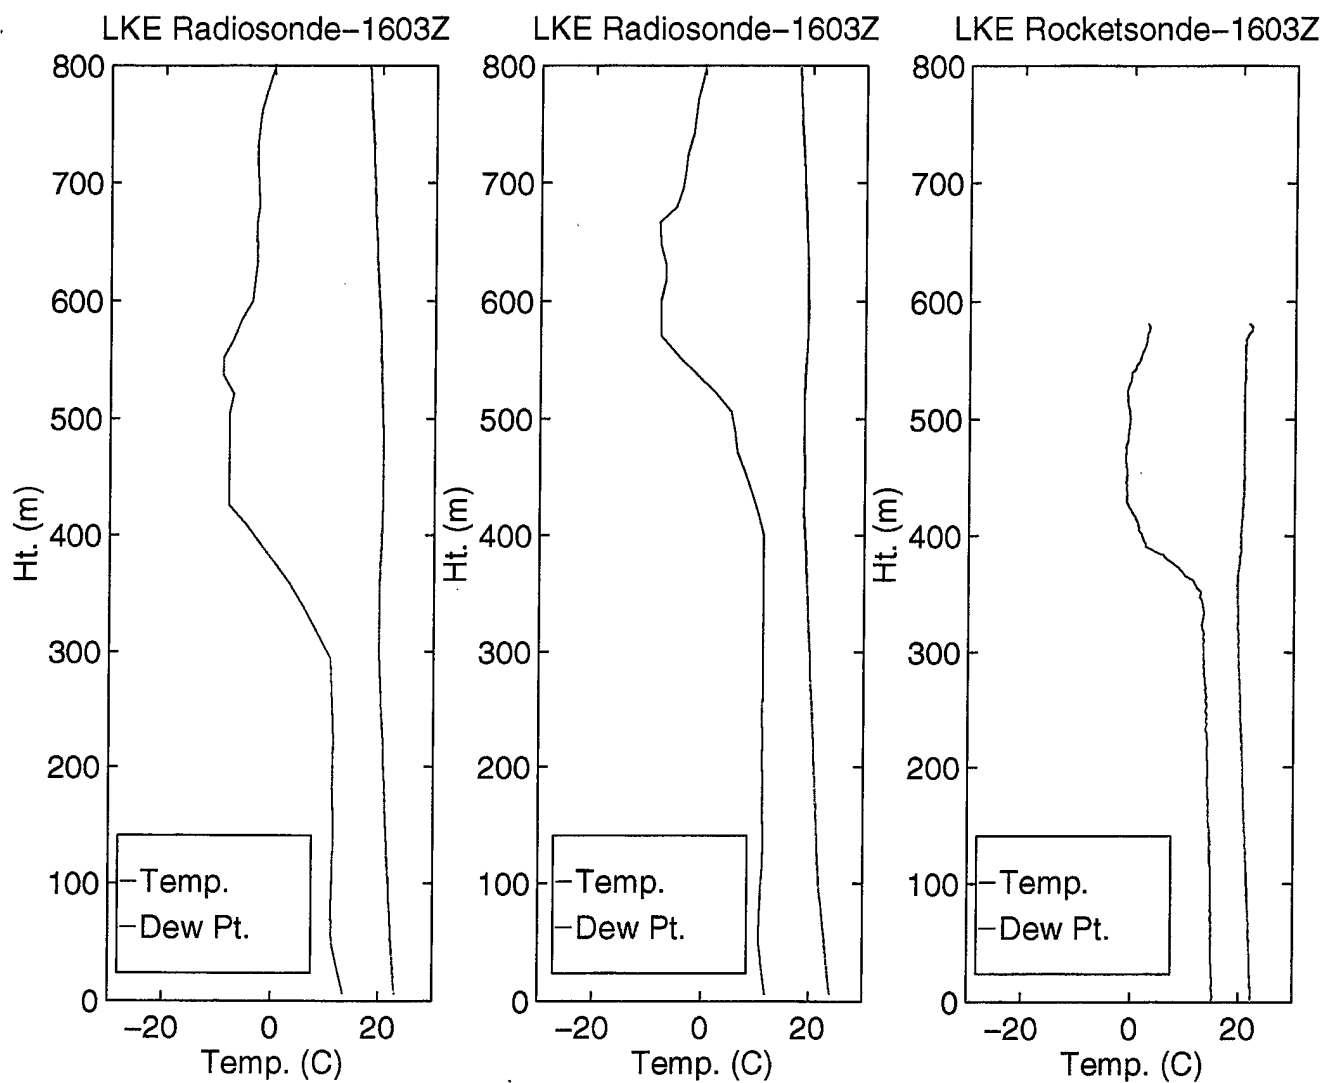 LKE Radiosonde–1603Z
800
700
600
500
400
300
200
100
0
Ht. (m)
–Temp.
–Dew Pt.
–20 0 20
Temp. (C)
LKE Radiosonde–1603Z
800
700
600
500
400
300
200
100
0
Ht. (m)
–Temp.
–Dew Pt.
–20 0 20
Temp. (C)
LKE Rocketsonde–1603Z
800
700
600
500
400
300
200
100
0
Ht. (m)
–Temp.
–Dew Pt.
–20 0 20
Temp. (C)